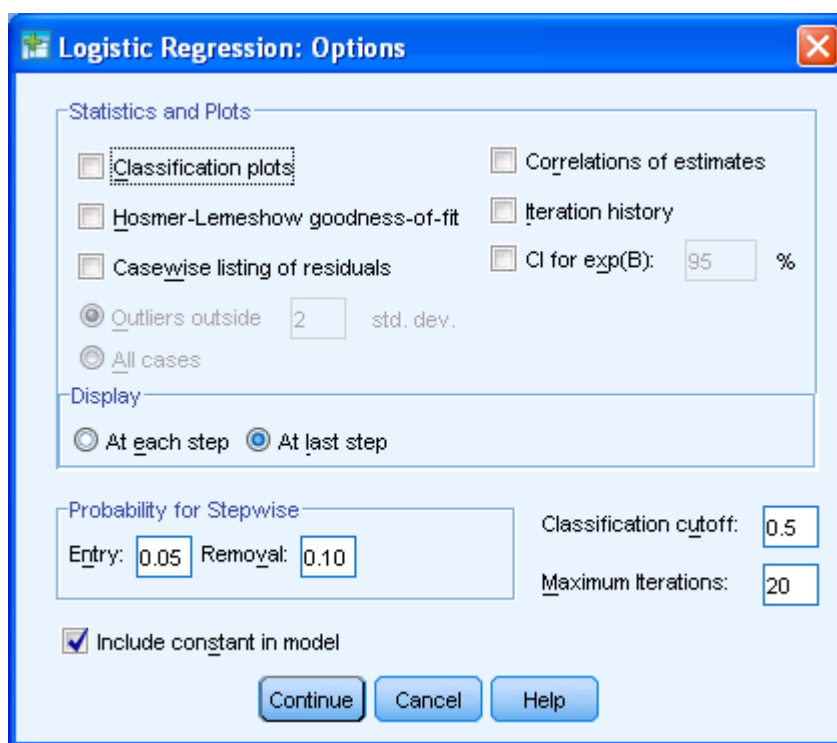 Logistic Regression: Options
Statistics and Plots
Classification plots
Hosmer-Lemeshow goodness-of-fit
Casewise listing of residuals
Outliers outside 2 std. dev.
All cases
Correlations of estimates
Iteration history
CI for exp(B): 95 %
Display
At each step At last step
Probability for Stepwise
Entry: 0.05 Removal: 0.10
Classification cutoff: 0.5
Maximum Iterations: 20
Include constant in model
Continue Cancel Help